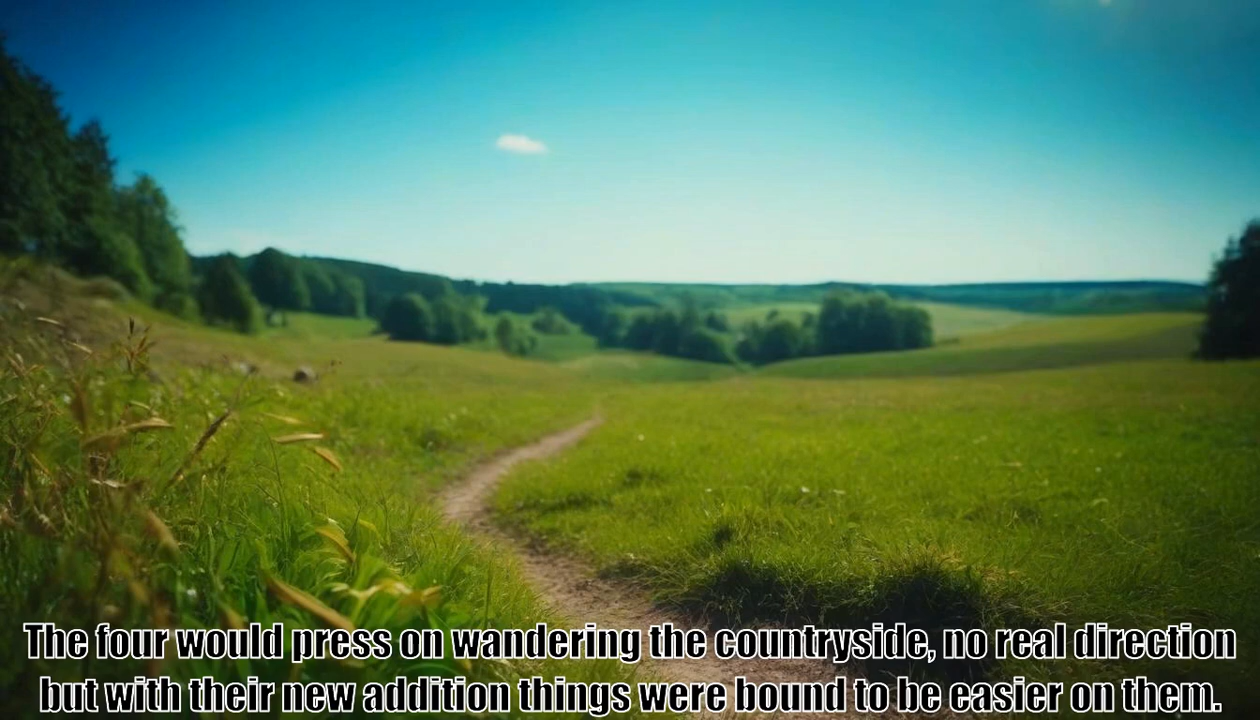 The four would press on wandering the countryside, no real direction
but with their new addition things were bound to be easier on them.